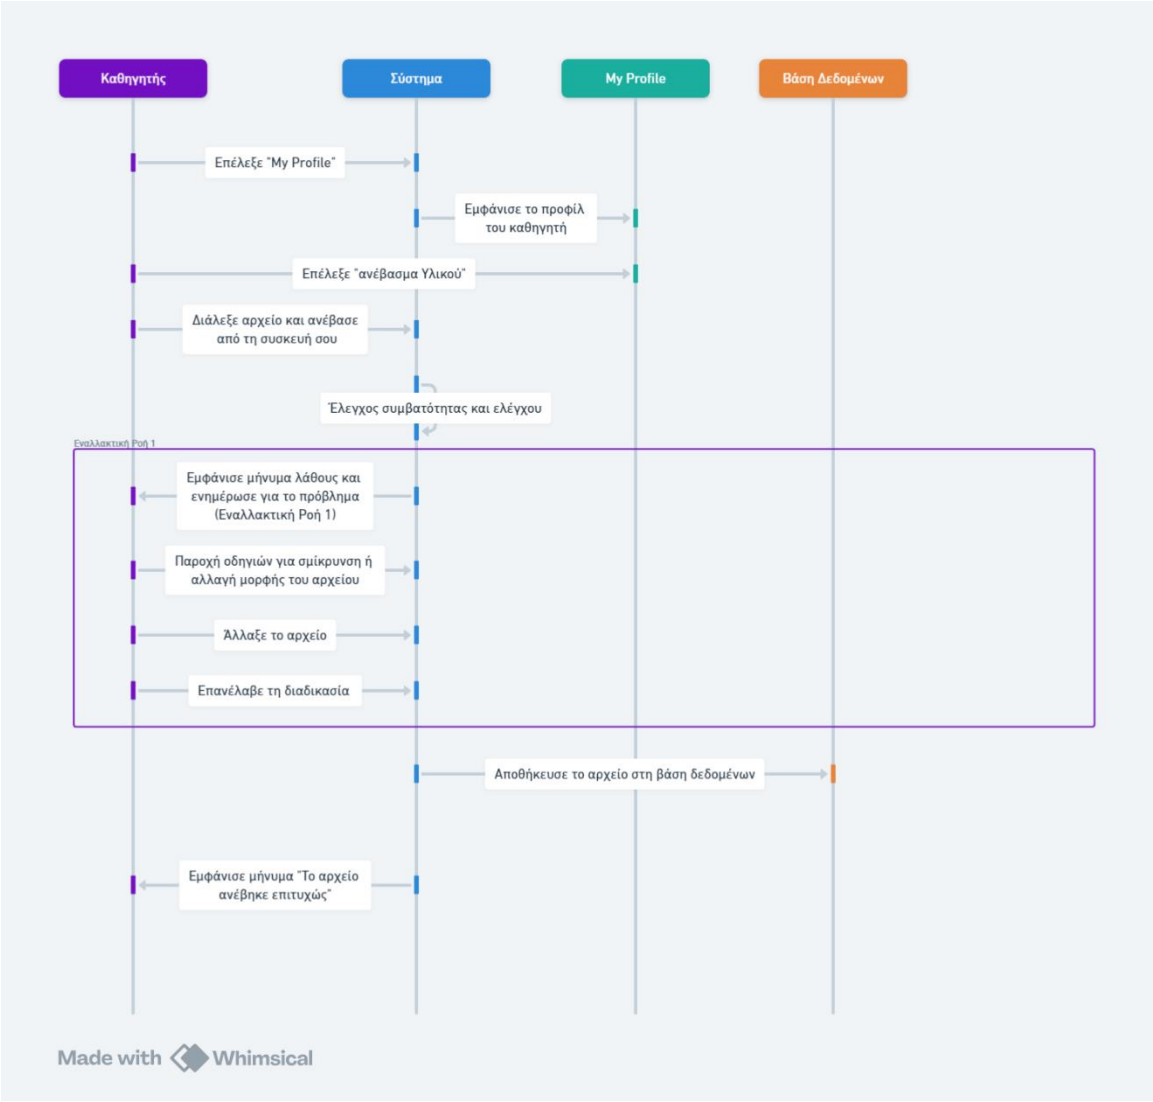 Καθηγητής
Σύστημα
My Profile
Βάση Δεδομένων
Επέλεξε "My Profile"
Εμφάνισε το προφίλ
του καθηγητή
Επέλεξε "ανέβασμα Υλικού"
Διάλεξε αρχείο και ανέβασε
από τη συσκευή σου
Έλεγχος συμβατότητας και ελέγχου
Εναλλακτική Ροή 1
Εμφάνισε μήνυμα λάθους και
ενημέρωσε για το πρόβλημα
(Εναλλακτική Ροή 1)
Παροχή οδηγιών για σμίκρυνση ή
αλλαγή μορφής του αρχείου
Άλλαξε το αρχείο
Επανέλαβε τη διαδικασία
Αποθήκευσε το αρχείο στη βάση δεδομένων
Εμφάνισε μήνυμα "Το αρχείο
ανέβηκε επιτυχώς"
Made with Whimsical